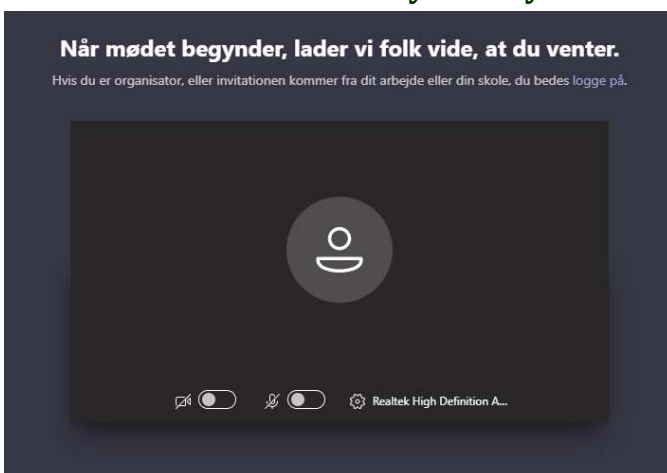 Når mødet begynder, lader vi folk vide, at du venter.
Hvis du er organisator, eller invitationen kommer fra dit arbejde eller din skole, du bedes logge på.
Realtek High Definition A...